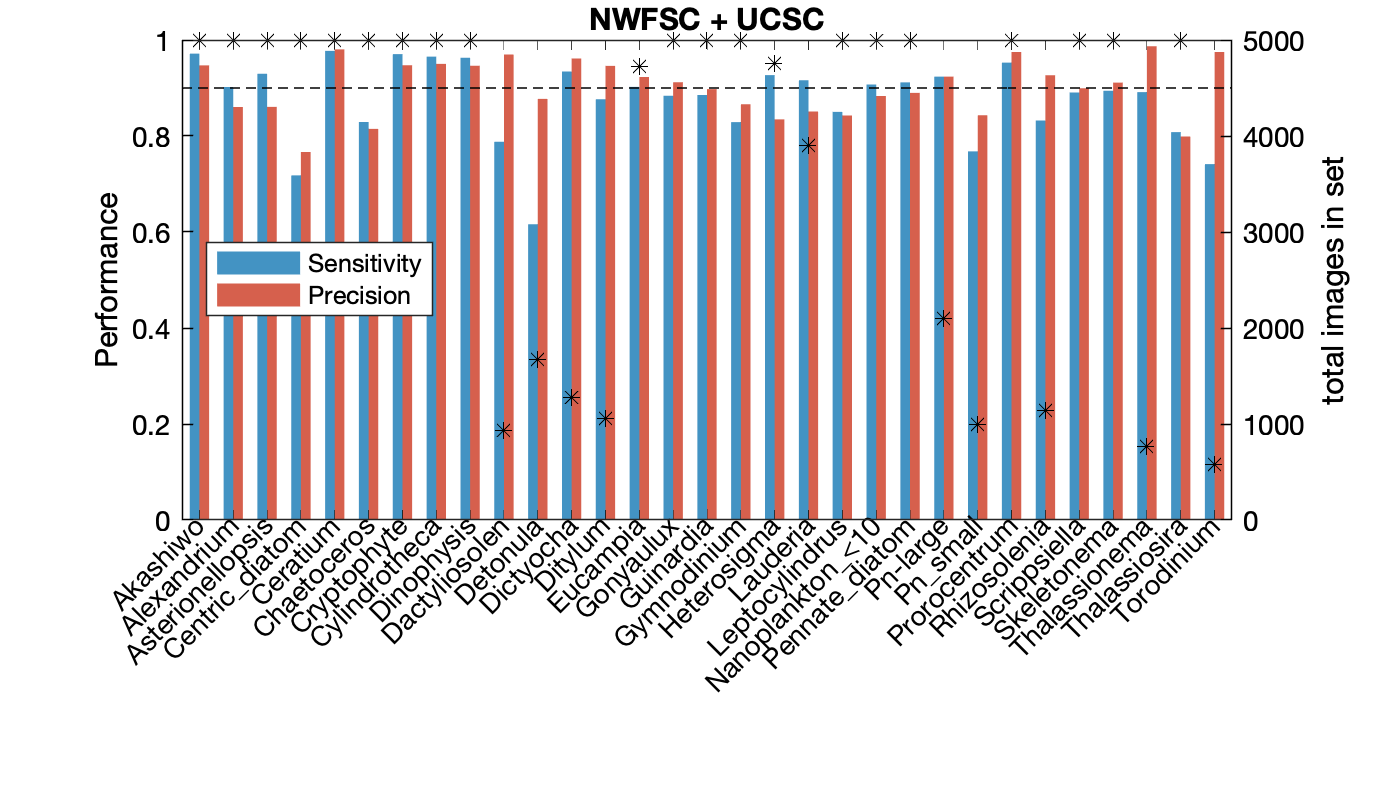 NWFSC + UCSC
1
0.8
0.6
0.4
0.2
0
Performance
5000
4000
3000
2000
1000
0
total images in set
Sensitivity
Precision
Akashiwo
Alexandrium
Asterionellopsis
Centric_diatom
Ceratium
Chaetoceros
Cryptophyte
Cylindrotheca
Dinophysis
Dactyliosolen
Detonula
Dictyocha
Ditylum
Eucampia
Gonyaulux
Guinardia
Gymnodinium
Heterosigma
Lauderia
Leptocylindrus
Nanoplankton_<10
Pennate_diatom
Pn-large
Pn_small
Prorocentrum
Rhizosolenia
Scrippsiella
Skeletonema
Thalassionema
Thalassiosira
Torodinium